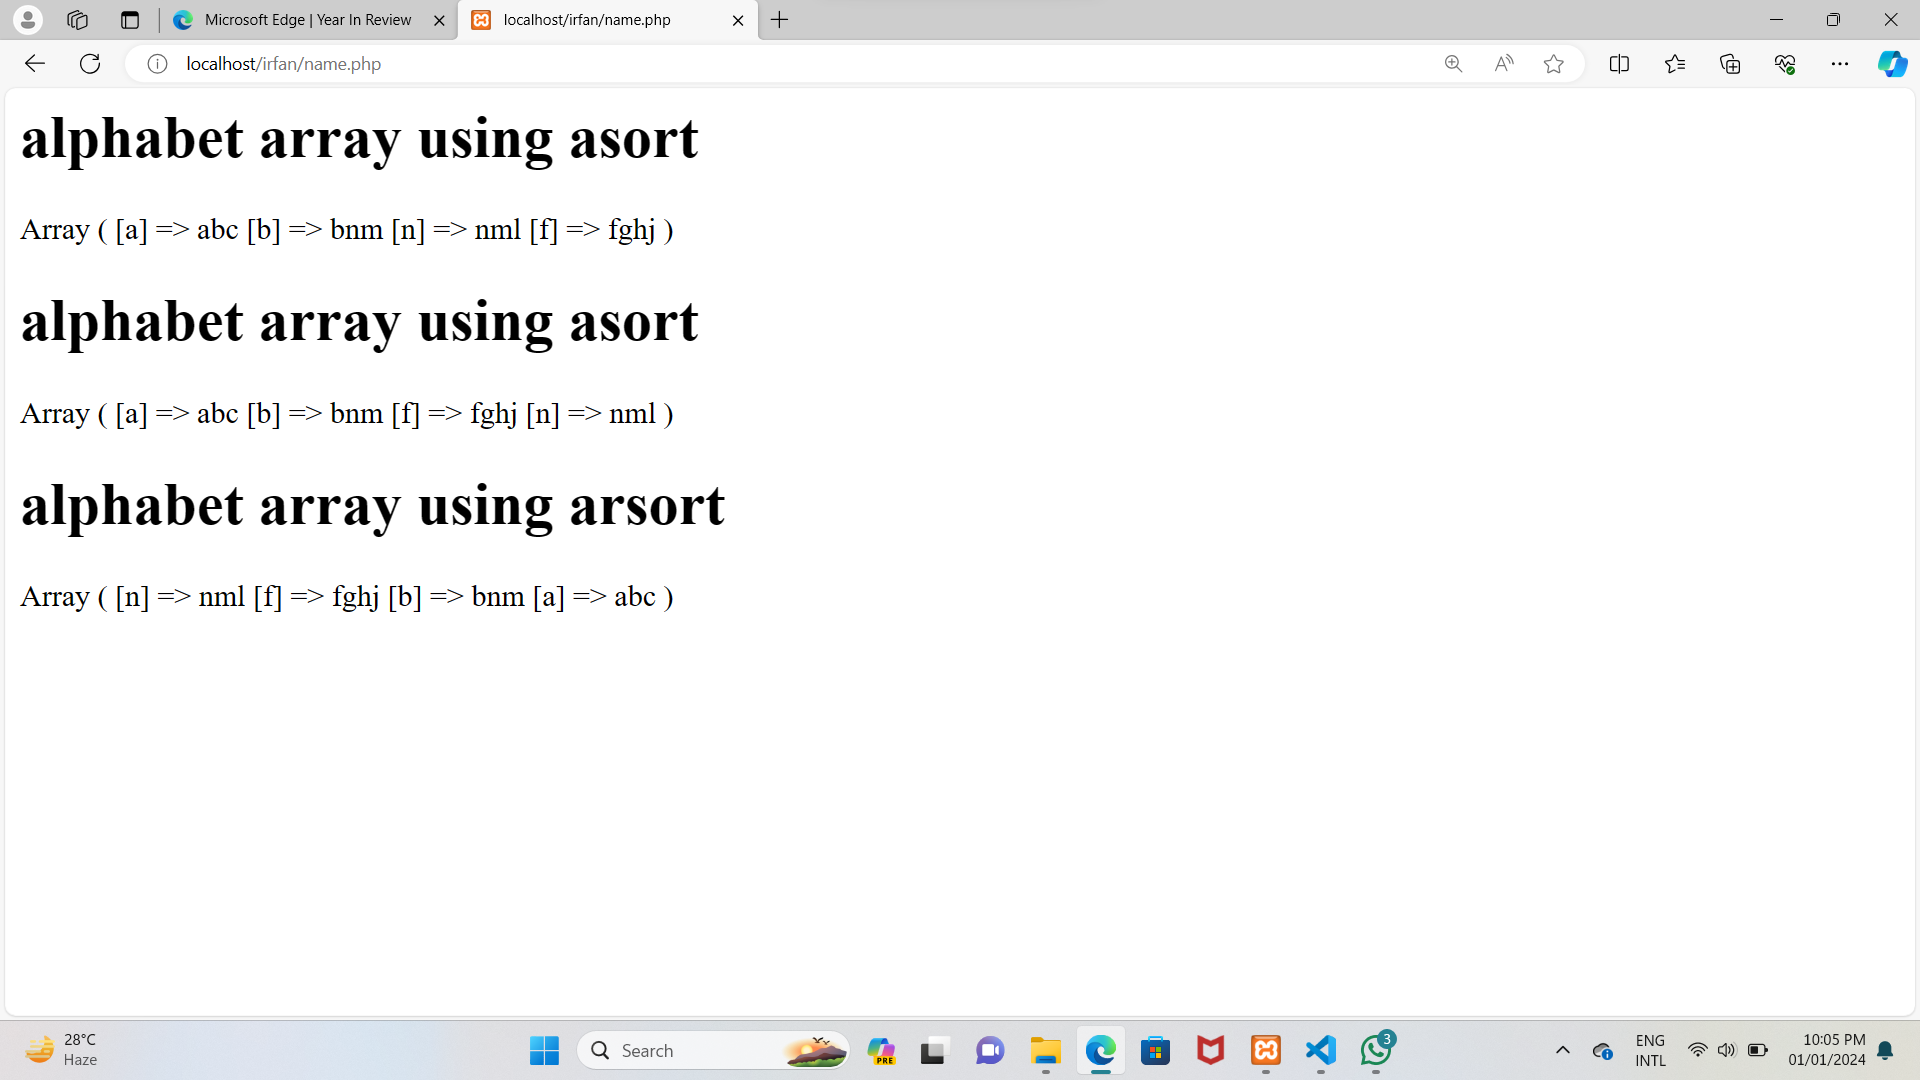 Microsoft Edge | Year In Review
localhost/irfan/name.php
localhost/irfan/name.php
alphabet array using asort
Array ( [a] => abc [b] => bnm [n] => nml [f] => fghj )
alphabet array using asort
Array ( [a] => abc [b] => bnm [f] => fghj [n] => nml )
alphabet array using arsort
Array ( [n] => nml [f] => fghj [b] => bnm [a] => abc )
28°C
Haze
Search
PRE
3
ENG
INTL
10:05 PM
01/01/2024